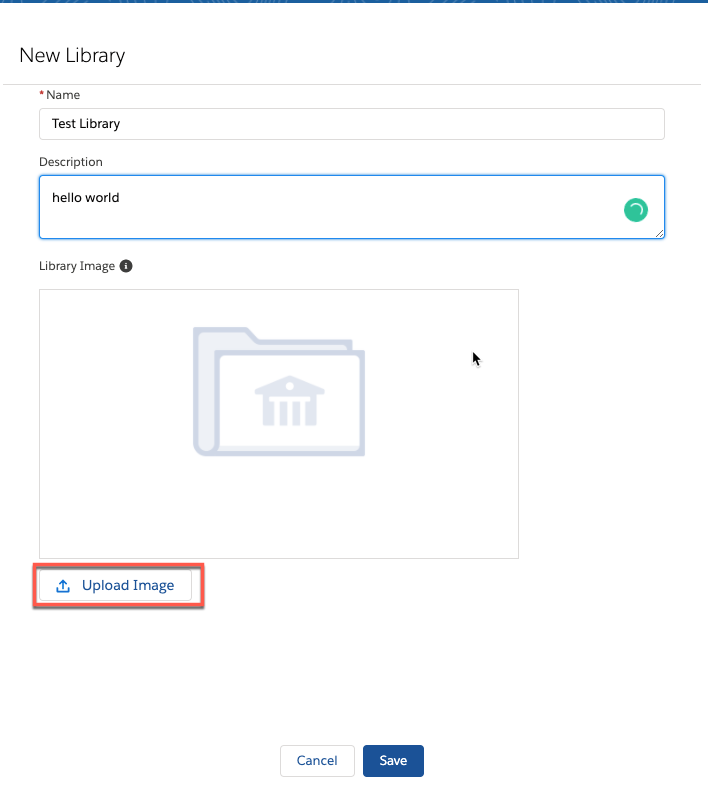 New Library
* Name
Test Library
Description
hello world
Library Image
Upload Image
Cancel
Save